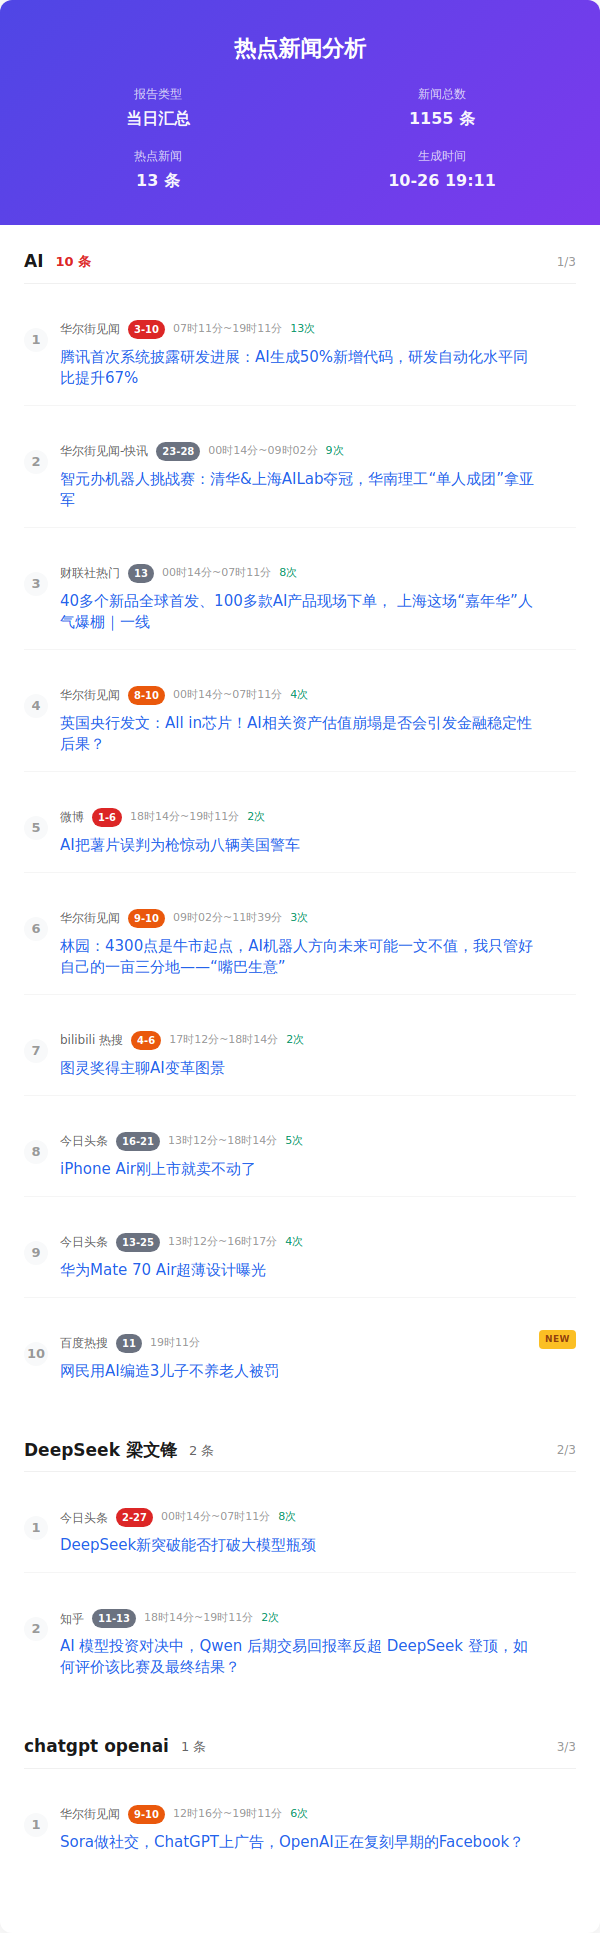 热点新闻分析
报告类型
新闻总数
当日汇总
1155 条
热点新闻
生成时间
13 条
10-26 19:11
AI 10 条 1/3
1
华尔街见闻 3-10 07时11分~19时11分 13次
腾讯首次系统披露研发进展：AI生成50%新增代码，研发自动化水平同
比提升67%
2
华尔街见闻-快讯 23-28 00时14分~09时02分 9次
智元办机器人挑战赛：清华&上海AILab夺冠，华南理工“单人成团”拿亚
军
3
财联社热门 13 00时14分~07时11分 8次
40多个新品全球首发、100多款AI产品现场下单， 上海这场“嘉年华”人
气爆棚｜一线
4
华尔街见闻 8-10 00时14分~07时11分 4次
英国央行发文：All in芯片！AI相关资产估值崩塌是否会引发金融稳定性
后果？
5
微博 1-6 18时14分~19时11分 2次
AI把薯片误判为枪惊动八辆美国警车
6
华尔街见闻 9-10 09时02分~11时39分 3次
林园：4300点是牛市起点，AI机器人方向未来可能一文不值，我只管好
自己的一亩三分地——“嘴巴生意”
7
bilibili 热搜 4-6 17时12分~18时14分 2次
图灵奖得主聊AI变革图景
8
今日头条 16-21 13时12分~18时14分 5次
iPhone Air刚上市就卖不动了
9
今日头条 13-25 13时12分~16时17分 4次
华为Mate 70 Air超薄设计曝光
10
百度热搜 11 19时11分 NEW
网民用AI编造3儿子不养老人被罚
DeepSeek 梁文锋 2 条 2/3
1
今日头条 2-27 00时14分~07时11分 8次
DeepSeek新突破能否打破大模型瓶颈
2
知乎 11-13 18时14分~19时11分 2次
AI 模型投资对决中，Qwen 后期交易回报率反超 DeepSeek 登顶，如
何评价该比赛及最终结果？
chatgpt openai 1 条 3/3
1
华尔街见闻 9-10 12时16分~19时11分 6次
Sora做社交，ChatGPT上广告，OpenAI正在复刻早期的Facebook？